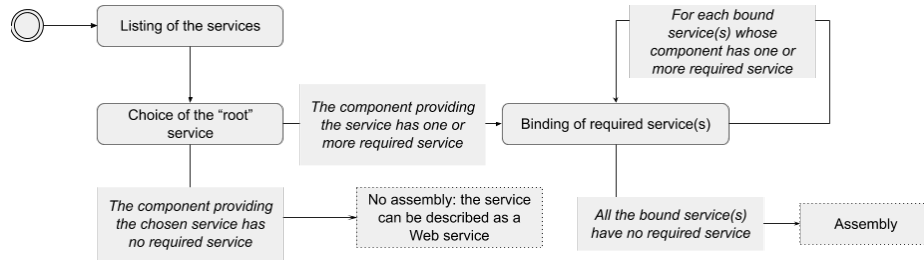 Listing of the services
For each bound
service(s) whose
component has one or
more required service
Choice of the “root”
service
The component providing
the service has one or
more required service
Binding of required service(s)
The component providing
the chosen service has
no required service
No assembly: the service
can be described as a
Web service
All the bound service(s)
have no required service
Assembly